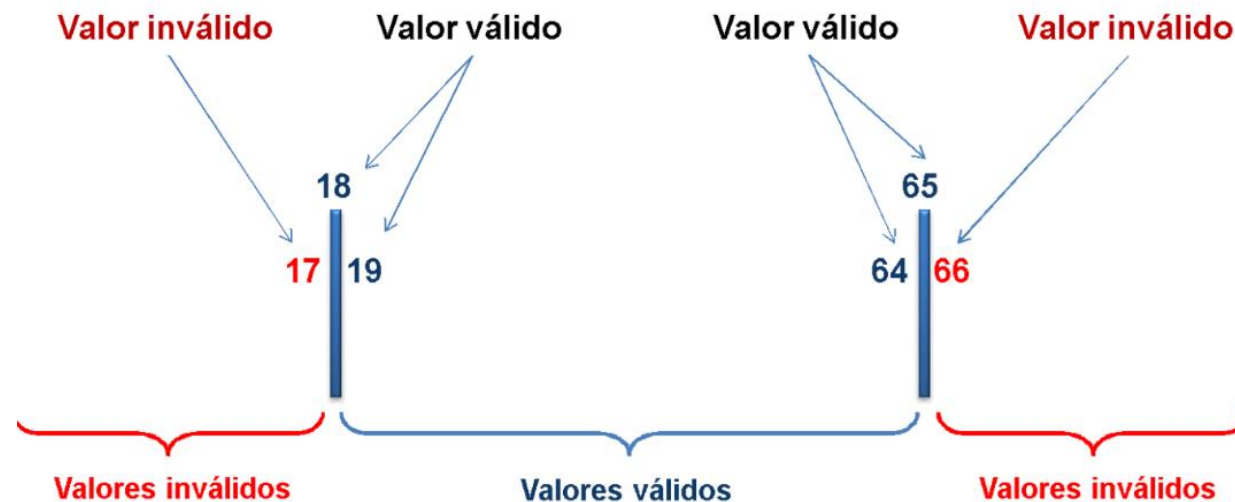 Valor inválido Valor válido Valor válido Valor inválido
18 65
17 19 64 66
Valores inválidos Valores válidos Valores inválidos